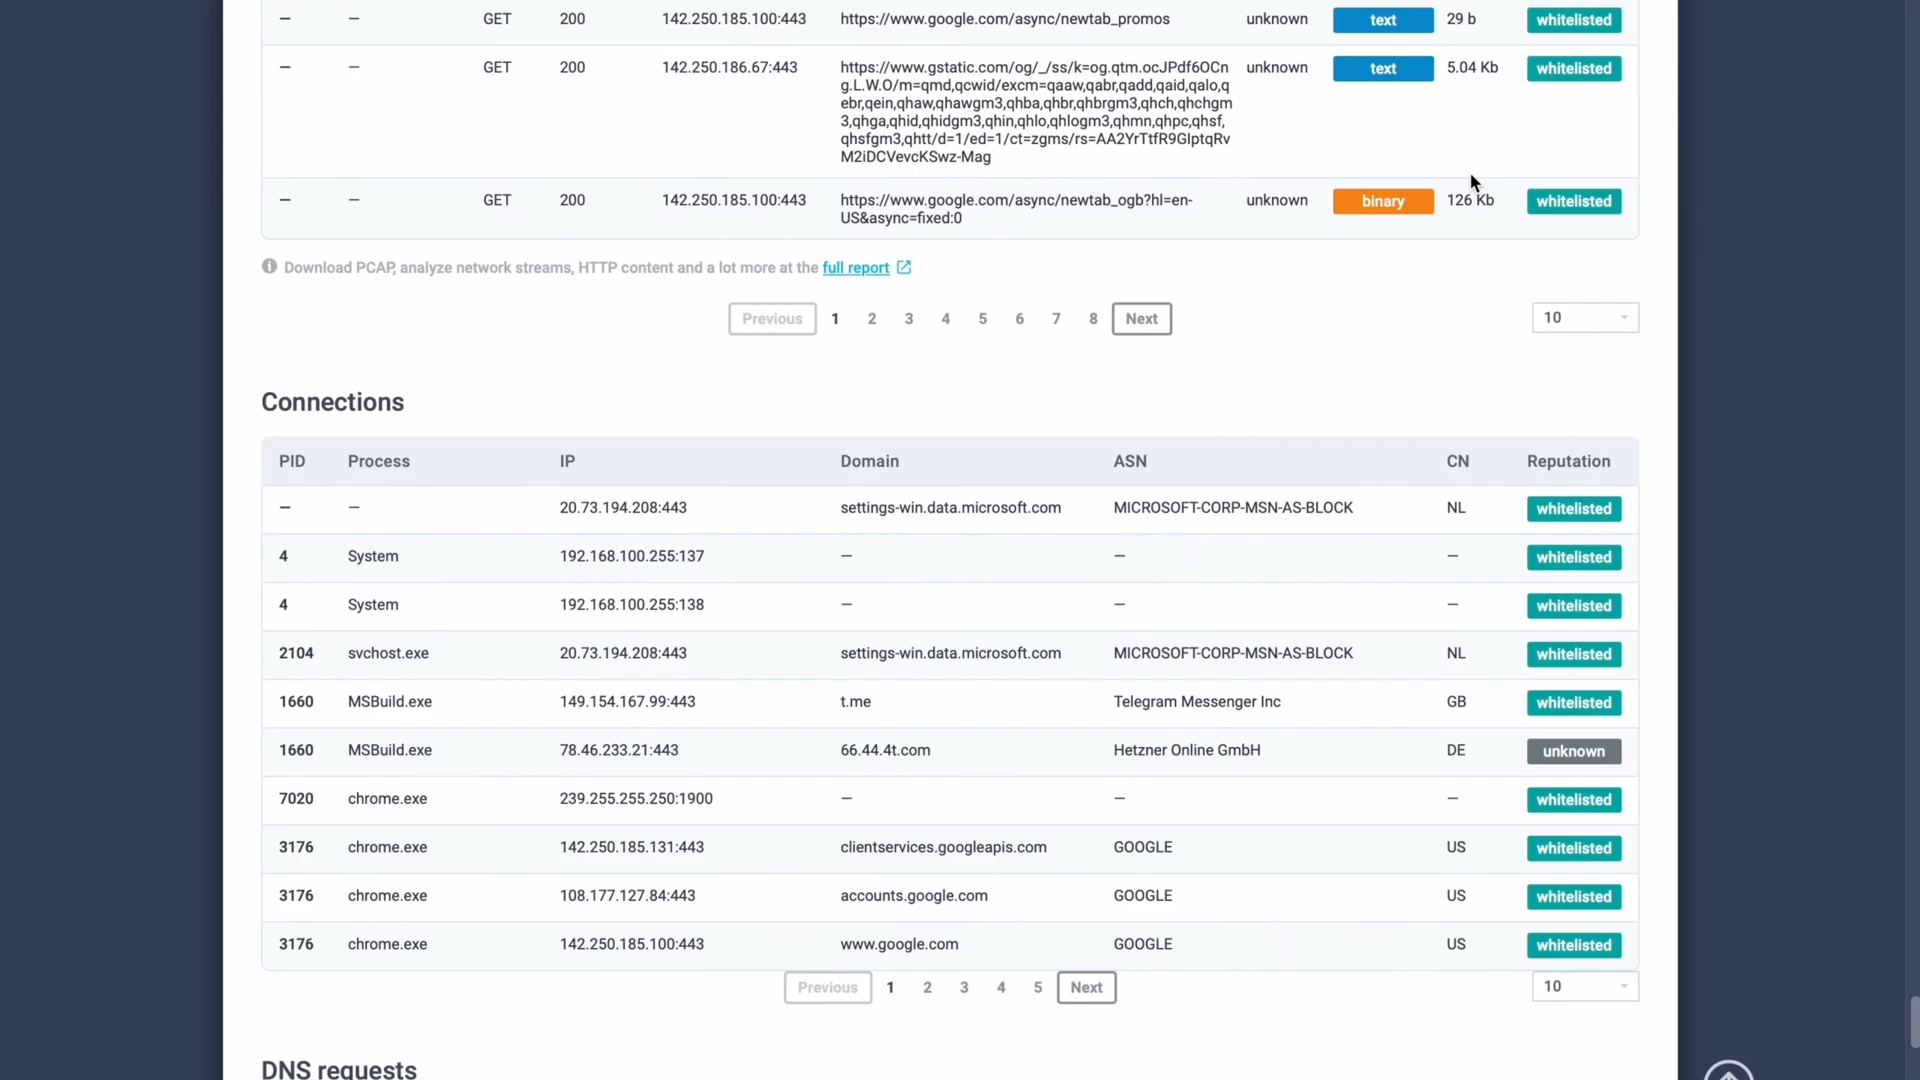 — — GET 200 142.250.185.100:443 https://www.google.com/async/newtab_promos unknown text 29 b whitelisted
— — GET 200 142.250.186.67:443 https://www.gstatic.com/og/_/ss/k=og.qtm.ocJPdf6OCn unknown text 5.04 Kb whitelisted
g.L.W.O/m=qmd,qcwid/excm=qaaw,qabr,qadd,qaid,qalo,q
ebr,qein,qhaw,qhawgm3,qhba,qhbr,qhbrgm3,qhch,qhchgm
3,qhga,qhid,qhidgm3,qhin,qhlo,qhlogm3,qhmn,qhpc,qhsf,
qhsfgm3,qhtt/d=1/ed=1/ct=zgms/rs=AA2YrTtfR9GIptqRv
M2iDCVevcKSwz-Mag
— — GET 200 142.250.185.100:443 https://www.google.com/async/newtab_ogb?hl=en- unknown binary 126 Kb whitelisted
US&async=fixed:0
Download PCAP, analyze network streams, HTTP content and a lot more at the full report
Previous 1 2 3 4 5 6 7 8 Next 10
Connections
PID Process IP Domain ASN CN Reputation
— — 20.73.194.208:443 settings-win.data.microsoft.com MICROSOFT-CORP-MSN-AS-BLOCK NL whitelisted
4 System 192.168.100.255:137 — — — whitelisted
4 System 192.168.100.255:138 — — — whitelisted
2104 svchost.exe 20.73.194.208:443 settings-win.data.microsoft.com MICROSOFT-CORP-MSN-AS-BLOCK NL whitelisted
1660 MSBuild.exe 149.154.167.99:443 t.me Telegram Messenger Inc GB whitelisted
1660 MSBuild.exe 78.46.233.21:443 66.44.4t.com Hetzner Online GmbH DE unknown
7020 chrome.exe 239.255.255.250:1900 — — — whitelisted
3176 chrome.exe 142.250.185.131:443 clientservices.googleapis.com GOOGLE US whitelisted
3176 chrome.exe 108.177.127.84:443 accounts.google.com GOOGLE US whitelisted
3176 chrome.exe 142.250.185.100:443 www.google.com GOOGLE US whitelisted
Previous 1 2 3 4 5 Next 10
DNS requests